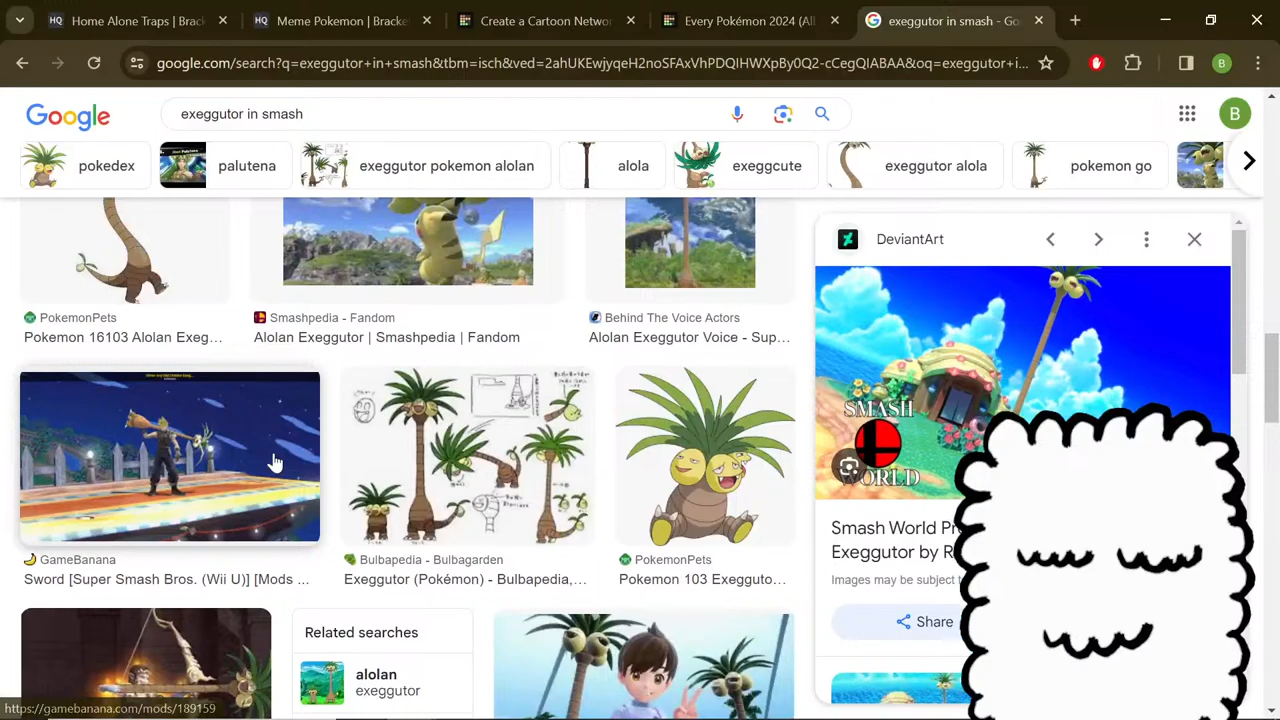 Home Alone Traps | Brack
Meme Pokemon | Bracke
Create a Cartoon Networ
Every Pokémon 2024 (All
exeggutor in smash - Go
google.com/search?q=exeggutor+in+smash&tbm=isch&ved=2ahUKEwjyqeH2noSFAxVhPDQIHWXpBy0Q2-cCegQIABAA&oq=exeggutor+i...
B
Google
exeggutor in smash
B
pokedex
palutena
exeggutor pokemon alolan
alola
exeggcute
exeggutor alola
pokemon go
DeviantArt
PokemonPets
Pokemon 16103 Alolan Exeg...
Smashpedia - Fandom
Alolan Exeggutor | Smashpedia | Fandom
Behind The Voice Actors
Alolan Exeggutor Voice - Sup...
SMASH
WORLD
GameBanana
Sword [Super Smash Bros. (Wii U)] [Mods ...
Bulbapedia - Bulbagarden
Exeggutor (Pokémon) - Bulbapedia,...
PokemonPets
Pokemon 103 Exegguto...
Smash World Pr
Exeggutor by R
Images may be subject t
Share
Related searches
alolan
exeggutor
https://gamebanana.com/mods/189159